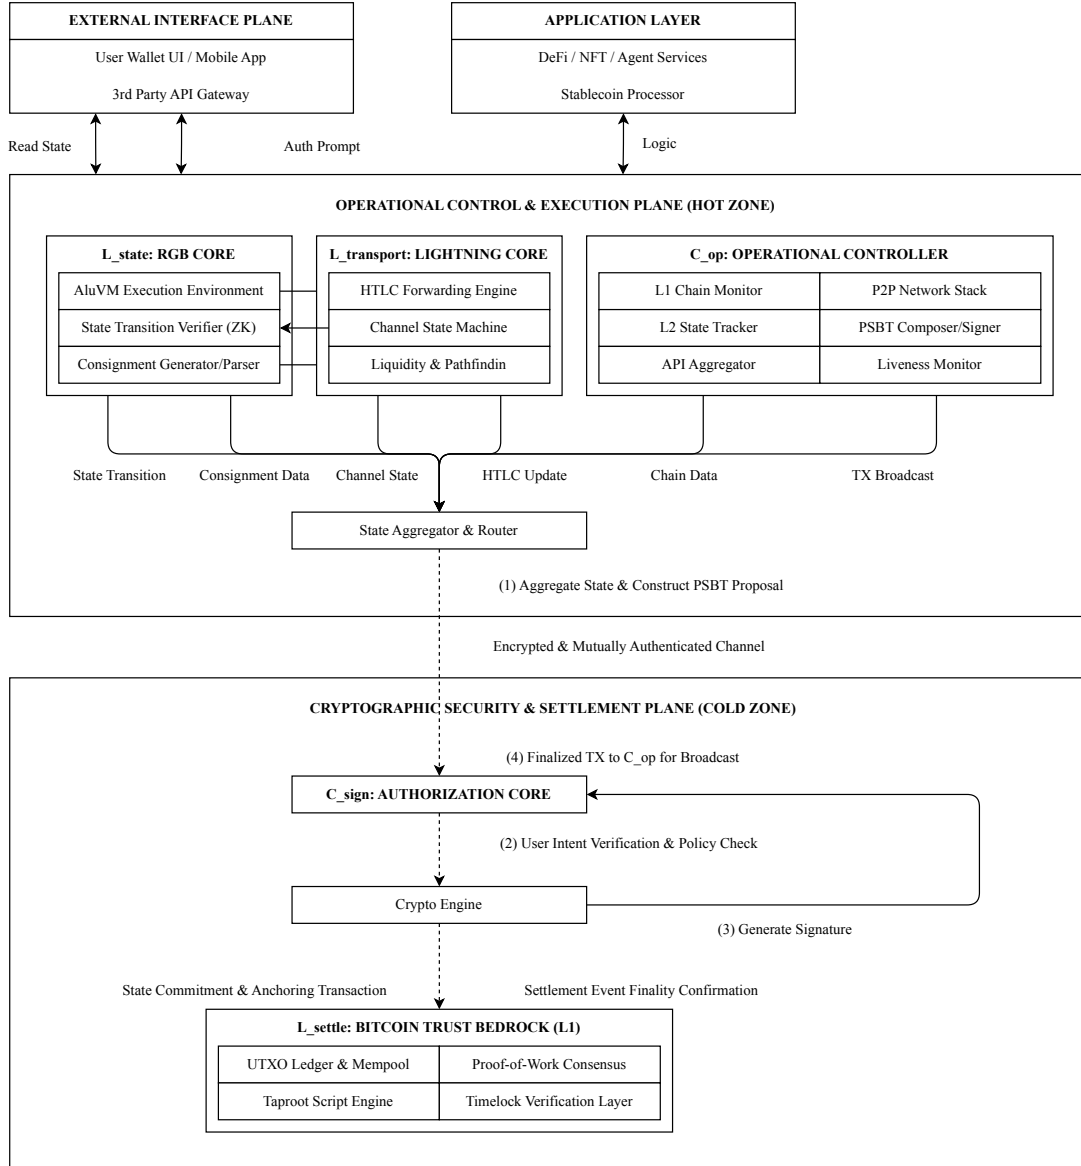 EXTERNAL INTERFACE PLANE
User Wallet UI / Mobile App
3rd Party API Gateway
APPLICATION LAYER
DeFi / NFT / Agent Services
Stablecoin Processor
Read State
Auth Prompt
Logic
OPERATIONAL CONTROL & EXECUTION PLANE (HOT ZONE)
L_state: RGB CORE
AluVM Execution Environment
State Transition Verifier (ZK)
Consignment Generator/Parser
L_transport: LIGHTNING CORE
HTLC Forwarding Engine
Channel State Machine
Liquidity & Pathfindin
C_op: OPERATIONAL CONTROLLER
L1 Chain Monitor
P2P Network Stack
L2 State Tracker
PSBT Composer/Signer
API Aggregator
Liveness Monitor
State Transition
Consignment Data
Channel State
HTLC Update
Chain Data
TX Broadcast
State Aggregator & Router
(1) Aggregate State & Construct PSBT Proposal
Encrypted & Mutually Authenticated Channel
CRYPTOGRAPHIC SECURITY & SETTLEMENT PLANE (COLD ZONE)
(4) Finalized TX to C_op for Broadcast
C_sign: AUTHORIZATION CORE
(2) User Intent Verification & Policy Check
Crypto Engine
(3) Generate Signature
State Commitment & Anchoring Transaction
Settlement Event Finality Confirmation
L_settle: BITCOIN TRUST BEDROCK (L1)
UTXO Ledger & Mempool
Proof-of-Work Consensus
Taproot Script Engine
Timelock Verification Layer